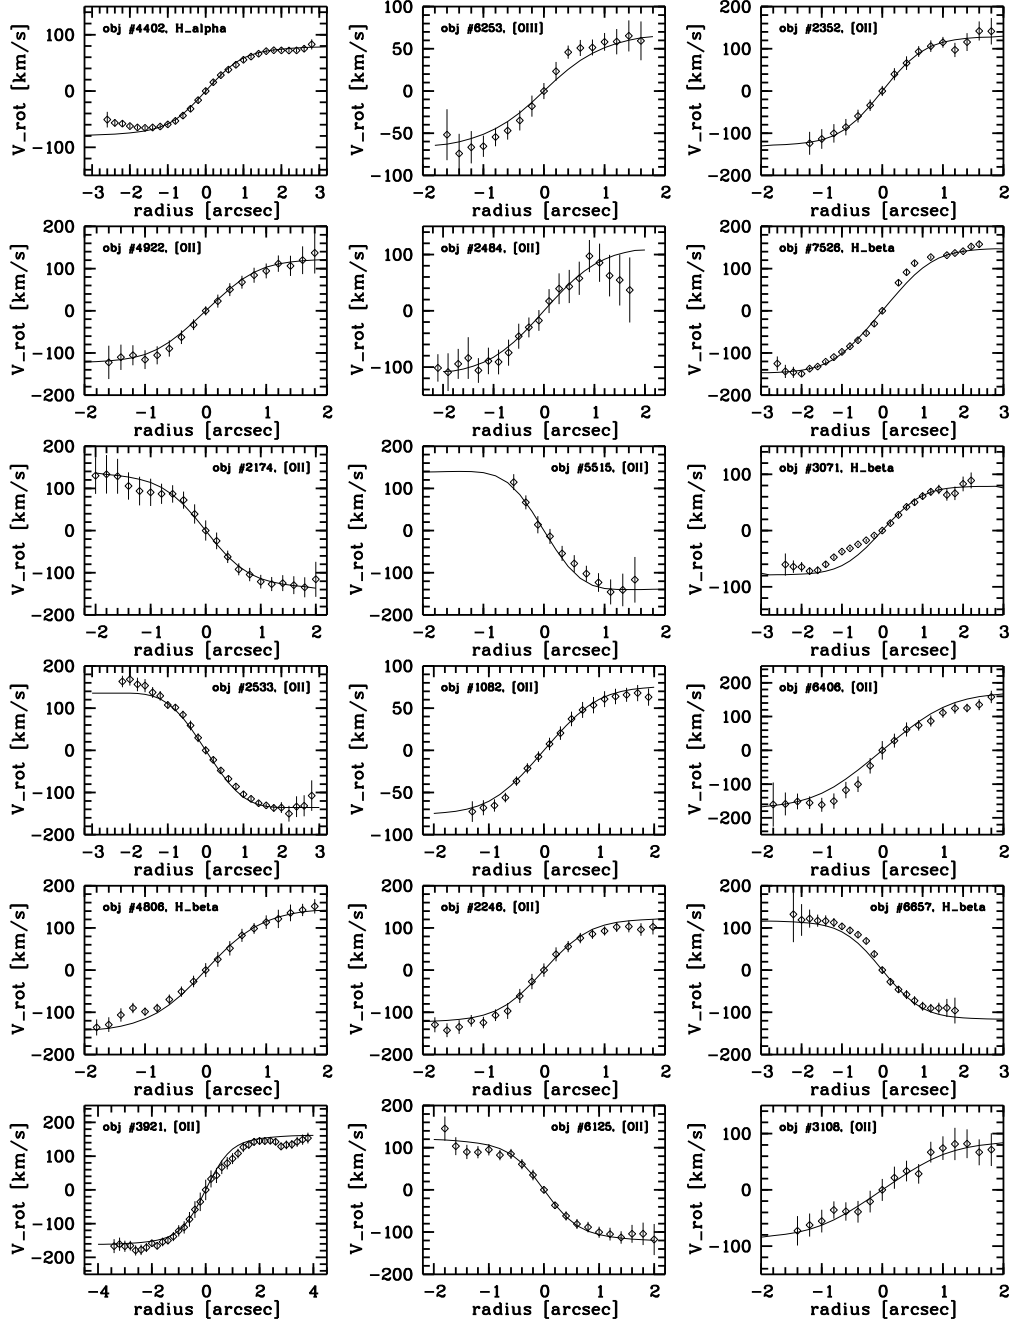 obj #4402, H_alpha
V_rot [km/s]
100
0
−100
−3 −2 −1 0 1 2 3
radius [arcsec]
obj #6253, [OIII]
V_rot [km/s]
100
50
0
−50
−100
−2 −1 0 1 2
radius [arcsec]
obj #2352, [OII]
V_rot [km/s]
200
100
0
−100
−200
−2 −1 0 1 2
radius [arcsec]
obj #4922, [OII]
V_rot [km/s]
200
100
0
−100
−200
−2 −1 0 1 2
radius [arcsec]
obj #2484, [OII]
V_rot [km/s]
100
0
−100
−2 −1 0 1 2
radius [arcsec]
obj #7526, H_beta
V_rot [km/s]
200
100
0
−100
−200
−3 −2 −1 0 1 2 3
radius [arcsec]
obj #2174, [OII]
V_rot [km/s]
200
100
0
−100
−200
−2 −1 0 1 2
radius [arcsec]
obj #5515, [OII]
V_rot [km/s]
200
100
0
−100
−200
−2 −1 0 1 2
radius [arcsec]
obj #3071, H_beta
V_rot [km/s]
100
0
−100
−3 −2 −1 0 1 2 3
radius [arcsec]
obj #2533, [OII]
V_rot [km/s]
200
100
0
−100
−200
−3 −2 −1 0 1 2 3
radius [arcsec]
obj #1082, [OII]
V_rot [km/s]
100
50
0
−50
−100
−2 −1 0 1 2
radius [arcsec]
obj #6406, [OII]
V_rot [km/s]
200
100
0
−100
−200
−2 −1 0 1 2
radius [arcsec]
obj #4806, H_beta
V_rot [km/s]
200
100
0
−100
−200
−2 −1 0 1 2
radius [arcsec]
obj #2246, [OII]
V_rot [km/s]
200
100
0
−100
−200
−2 −1 0 1 2
radius [arcsec]
obj #6657, H_beta
V_rot [km/s]
200
100
0
−100
−200
−3 −2 −1 0 1 2 3
radius [arcsec]
obj #3921, [OII]
V_rot [km/s]
200
100
0
−100
−200
−4 −2 0 2 4
radius [arcsec]
obj #6125, [OII]
V_rot [km/s]
200
100
0
−100
−200
−2 −1 0 1 2
radius [arcsec]
obj #3108, [OII]
V_rot [km/s]
100
0
−100
−2 −1 0 1 2
radius [arcsec]